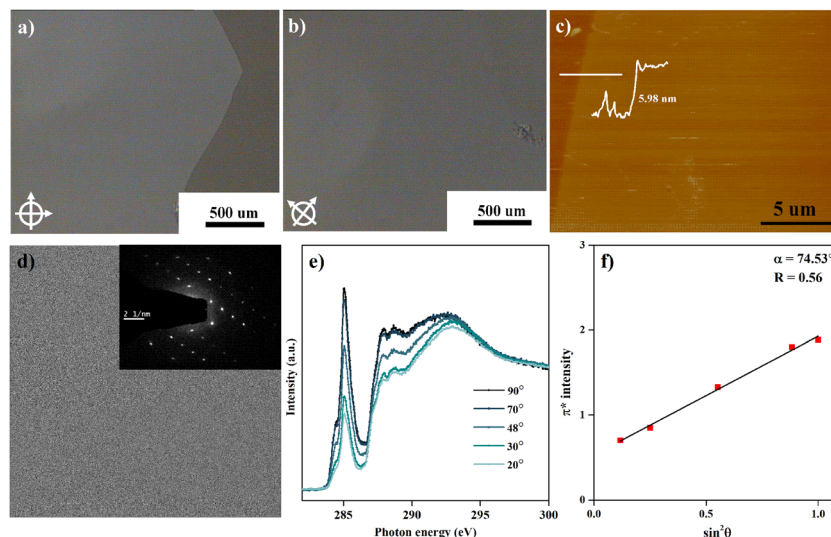 a)
500 um
b)
500 um
c)
5.98 nm
5 um
d)
2 1/nm
e)
Intensity (a.u.)
90°
70°
48°
30°
20°
285 290 295 300
Photon energy (eV)
f)
α = 74.53°
R = 0.56
π* intensity
3
2
1
0
0.0 0.5 1.0
sin²θ